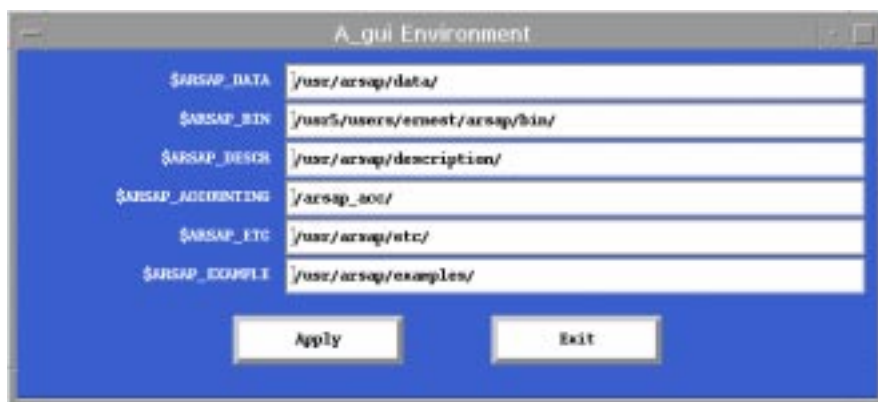 A_gui Environment
$ARSAP_DATA /usr/arsap/data/
$ARSAP_BIN /usr5/users/ernest/arsap/bin/
$ARSAP_DESCR /usr/arsap/description/
$ARSAP_ACCOUNTING /arsap_acc/
$ARSAP_ETC /usr/arsap/etc/
$ARSAP_EXAMPLE /usr/arsap/examples/
Apply Exit